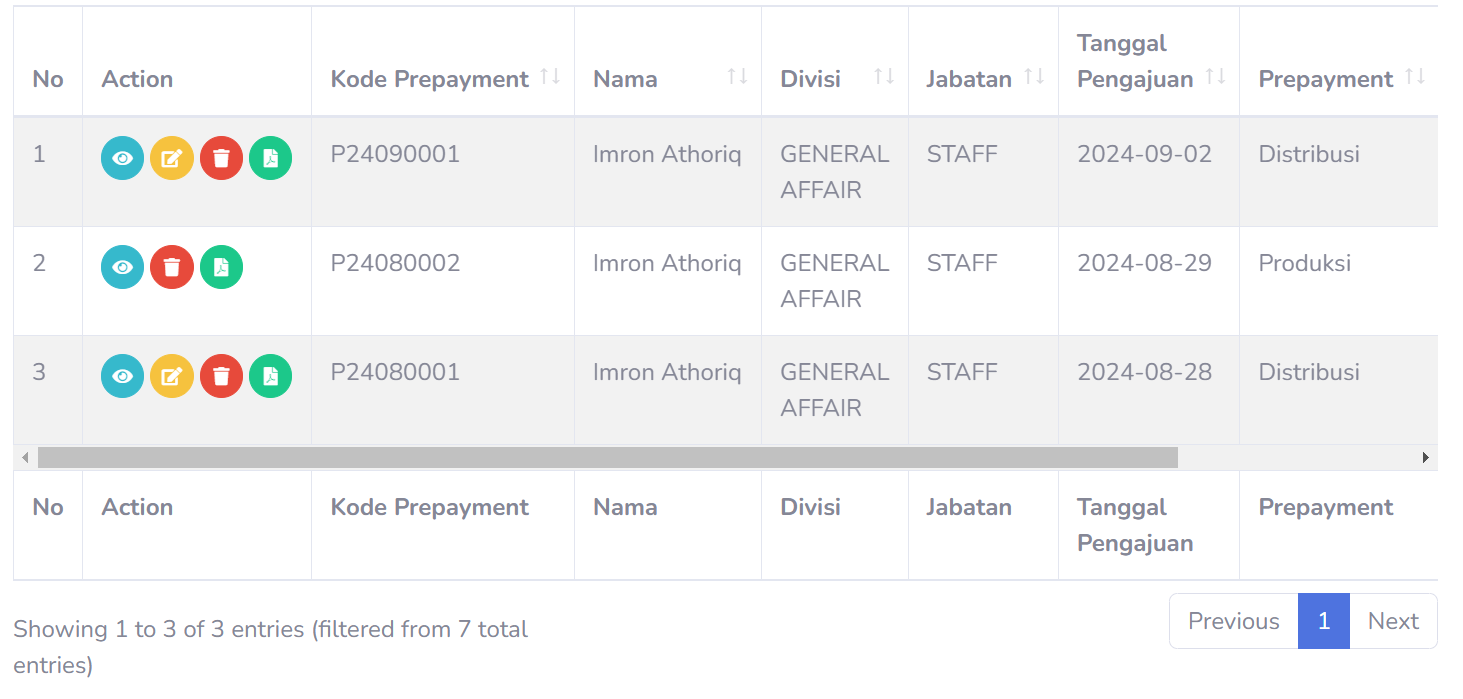 No Action Kode Prepayment Nama Divisi Jabatan Tanggal Pengajuan Prepayment
1 P24090001 Imron Athoriq GENERAL AFFAIR STAFF 2024-09-02 Distribusi
2 P24080002 Imron Athoriq GENERAL AFFAIR STAFF 2024-08-29 Produksi
3 P24080001 Imron Athoriq GENERAL AFFAIR STAFF 2024-08-28 Distribusi
No Action Kode Prepayment Nama Divisi Jabatan Tanggal Pengajuan Prepayment
Showing 1 to 3 of 3 entries (filtered from 7 total
entries)
Previous 1 Next